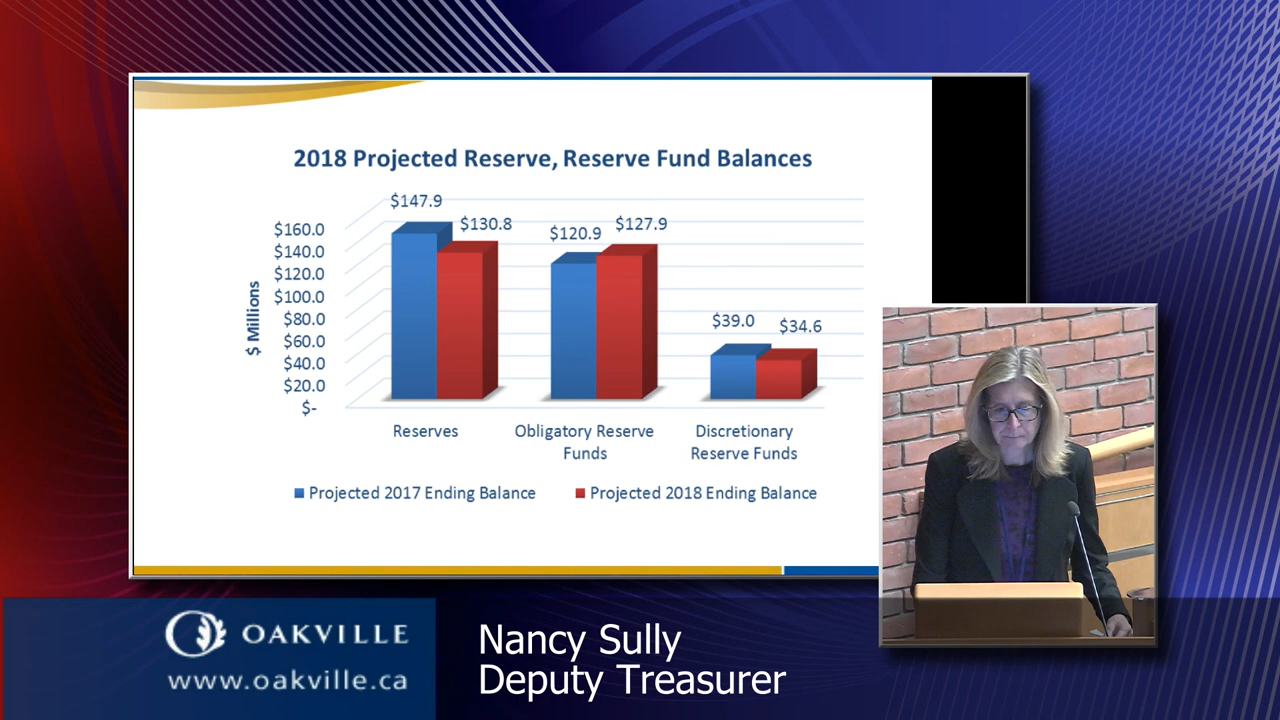 2018 Projected Reserve, Reserve Fund Balances
$147.9
$130.8
$120.9
$127.9
$39.0
$34.6
$ Millions
$160.0
$140.0
$120.0
$100.0
$80.0
$60.0
$40.0
$20.0
$-
Reserves
Obligatory Reserve
Funds
Discretionary
Reserve Funds
Projected 2017 Ending Balance
Projected 2018 Ending Balance
OAKVILLE
www.oakville.ca
Nancy Sully
Deputy Treasurer